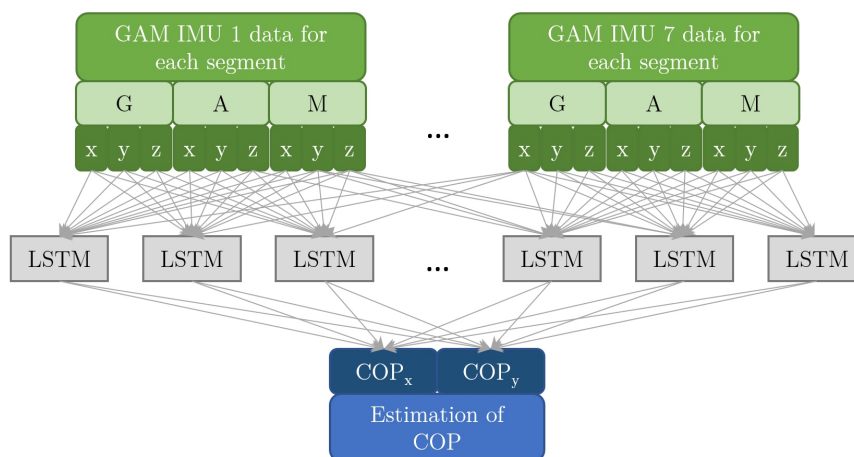 GAM IMU 1 data for
each segment
GAM IMU 7 data for
each segment
G A M
G A M
x y z x y z x y z
...
x y z x y z x y z
LSTM LSTM LSTM ... LSTM LSTM LSTM
COPx COPy
Estimation of
COP